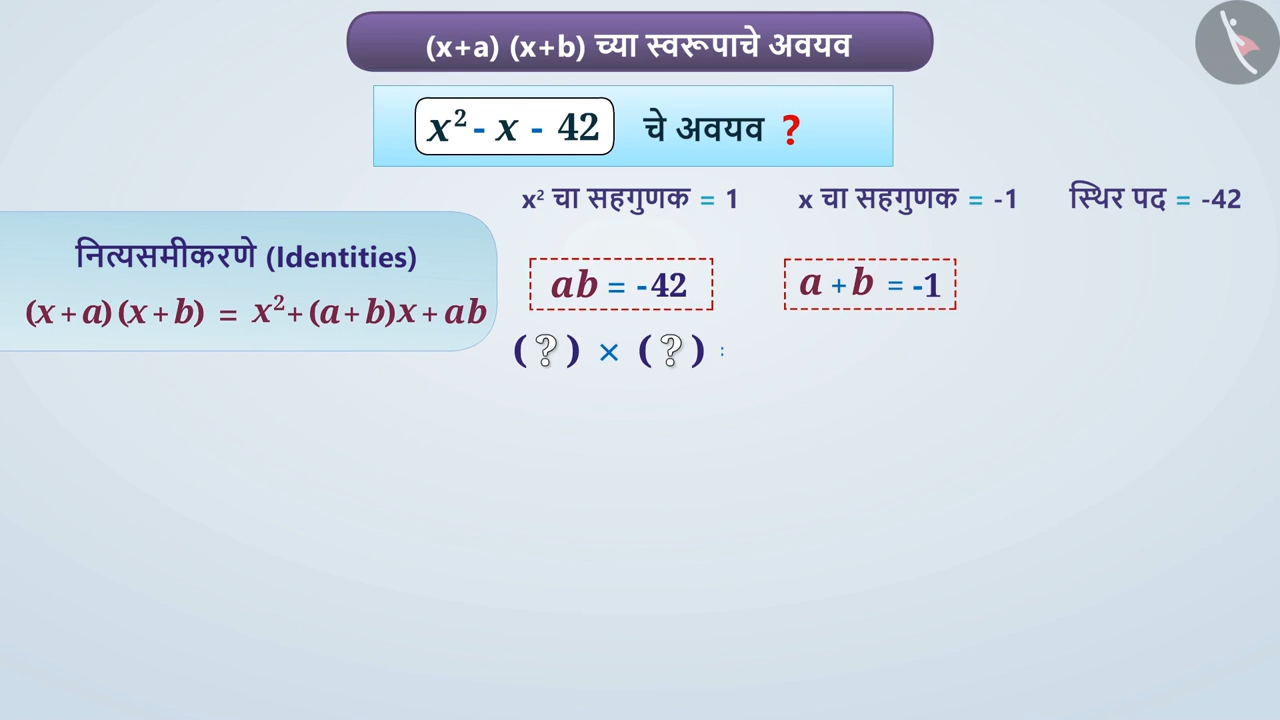 (x+a) (x+b) च्या स्वरूपाचे अवयव
x² - x - 42 चे अवयव ?
x² चा सहगुणक = 1 x चा सहगुणक = -1 स्थिर पद = -42
नित्यसमीकरणे (Identities)
(x+a)(x+b) = x²+(a+b)x+ab
ab = -42 a+b = -1
(?) × (?) :